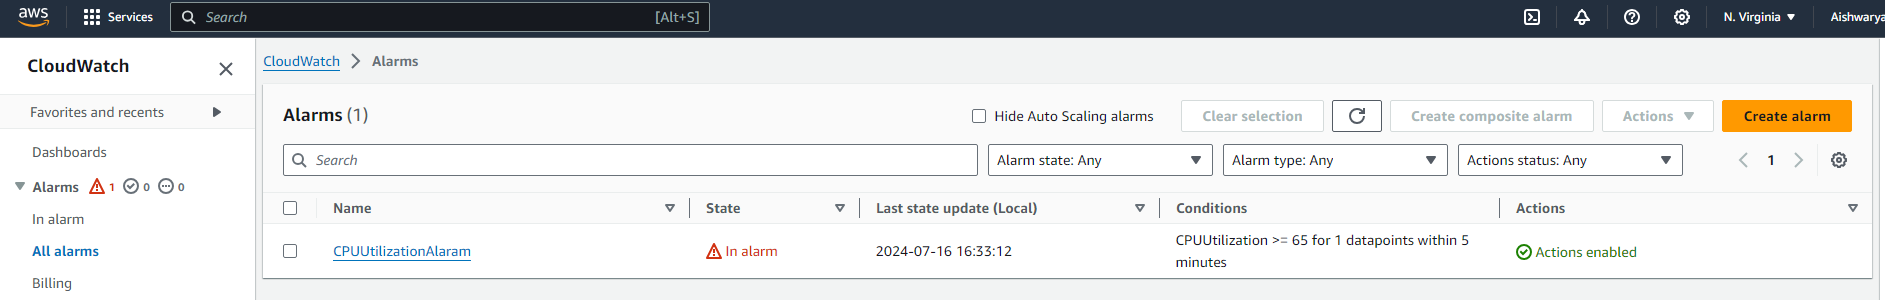 aws
Services
Search [Alt+S]
N. Virginia
Aishwarya
CloudWatch
Favorites and recents
Dashboards
Alarms 1 0 0
In alarm
All alarms
Billing
CloudWatch > Alarms
Alarms (1)
Hide Auto Scaling alarms
Clear selection
Create composite alarm
Actions
Create alarm
Search
Alarm state: Any
Alarm type: Any
Actions status: Any
1
Name State Last state update (Local) Conditions Actions
CPUUtilizationAlaram In alarm 2024-07-16 16:33:12 CPUUtilization >= 65 for 1 datapoints within 5
minutes
Actions enabled